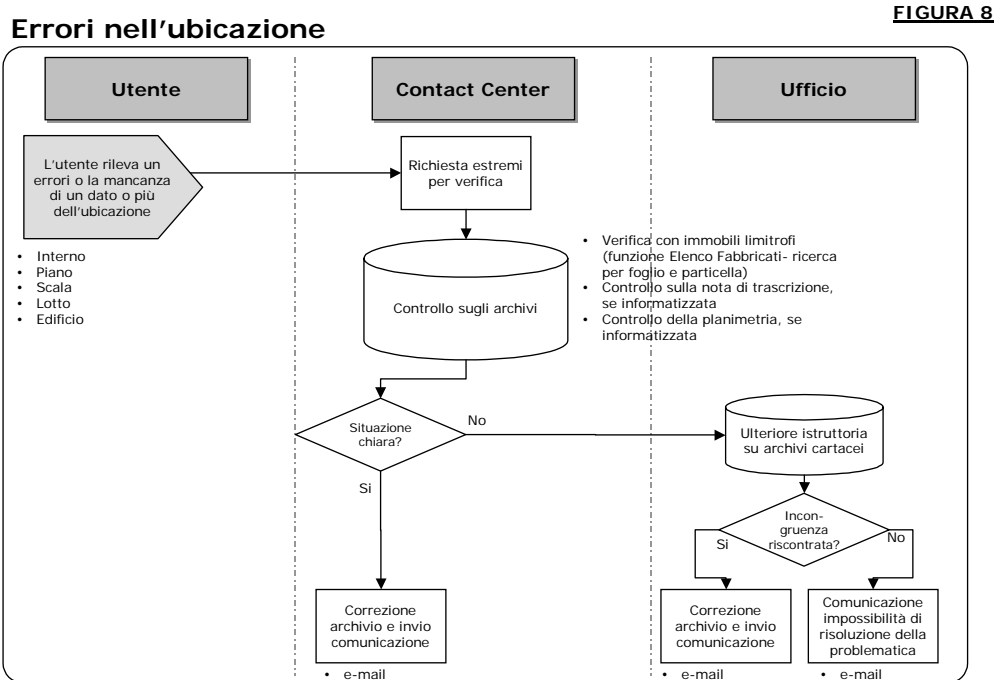 FIGURA 8
Errori nell'ubicazione
Utente
Contact Center
Ufficio
L'utente rileva un
errori o la mancanza
di un dato o più
dell'ubicazione
Richiesta estremi
per verifica
• Interno
• Piano
• Scala
• Lotto
• Edificio
Controllo sugli archivi
• Verifica con immobili limitrofi
(funzione Elenco Fabbricati- ricerca
per foglio e particella)
• Controllo sulla nota di trascrizione,
se informatizzata
• Controllo della planimetria, se
informatizzata
Situazione
chiara?
No
Si
Ulteriore istruttoria
su archivi cartacei
Incon-
gruenza
riscontrata?
Si
No
Correzione
archivio e invio
comunicazione
• e-mail
Correzione
archivio e invio
comunicazione
• e-mail
Comunicazione
impossibilità di
risoluzione della
problematica
• e-mail